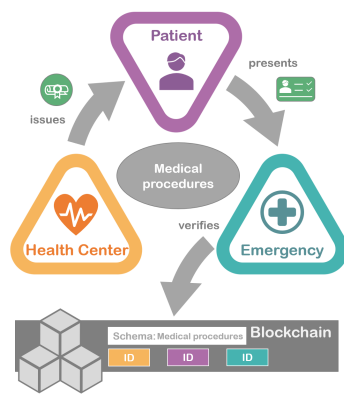 Patient
presents
issues
Medical
procedures
Health Center
verifies
Emergency
Schema: Medical procedures
Blockchain
ID
ID
ID